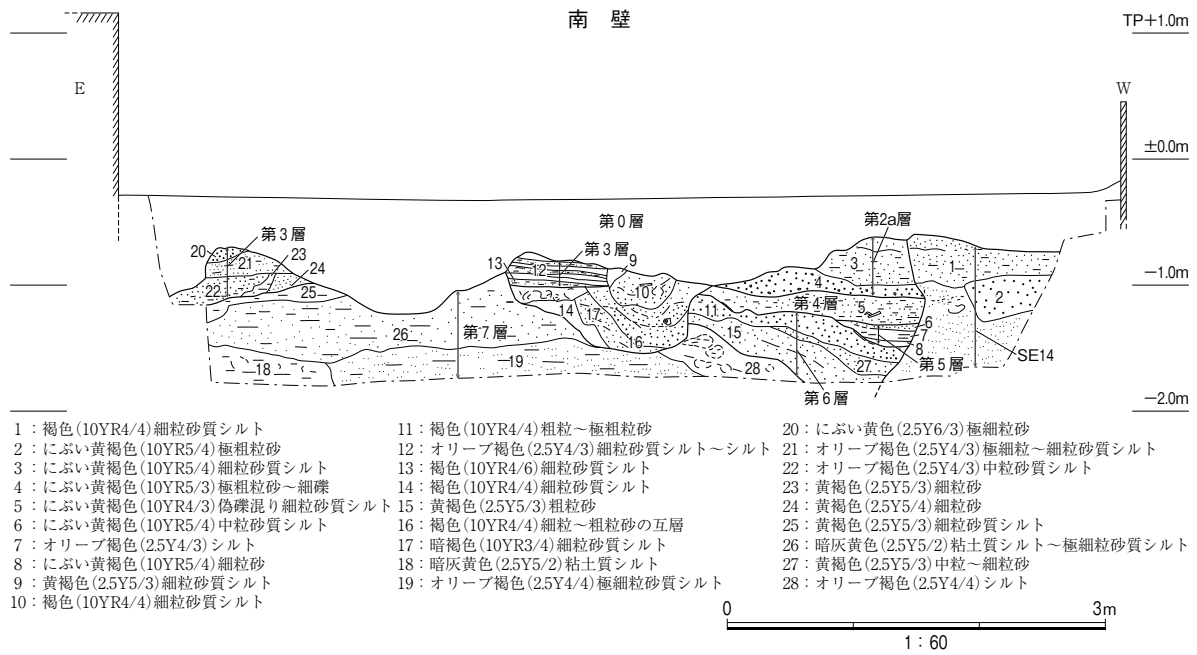 南 壁
TP+1.0m
E
W
±0.0m
第0層
第2a層
第3層
20
21
23
24
22
25
13
12
第3層
9
10
3
1
−1.0m
2
4
第4層
5
6
7
8
11
14
17
16
15
26
第7層
19
18
28
27
第5層
第6層
SE14
−2.0m
1：褐色(10YR4/4)細粒砂質シルト
2：にぶい黄褐色(10YR5/4)極粗粒砂
3：にぶい黄褐色(10YR5/4)細粒砂質シルト
4：にぶい黄褐色(10YR5/3)極粗粒砂～細礫
5：にぶい黄褐色(10YR4/3)偽礫混り細粒砂質シルト
6：にぶい黄褐色(10YR5/4)中粒砂質シルト
7：オリーブ褐色(2.5Y4/3)シルト
8：にぶい黄褐色(10YR5/4)細粒砂
9：黄褐色(2.5Y5/3)細粒砂質シルト
10：褐色(10YR4/4)細粒砂質シルト
11：褐色(10YR4/4)粗粒～極粗粒砂
12：オリーブ褐色(2.5Y4/3)細粒砂質シルト～シルト
13：褐色(10YR4/6)細粒砂質シルト
14：褐色(10YR4/4)細粒砂質シルト
15：黄褐色(2.5Y5/3)粗粒砂
16：褐色(10YR4/4)細粒～粗粒砂の互層
17：暗褐色(10YR3/4)細粒砂質シルト
18：暗灰黄色(2.5Y5/2)粘土質シルト
19：オリーブ褐色(2.5Y4/4)極細粒砂質シルト
20：にぶい黄色(2.5Y6/3)極細粒砂
21：オリーブ褐色(2.5Y4/3)極細粒～細粒砂質シルト
22：オリーブ褐色(2.5Y4/3)中粒砂質シルト
23：黄褐色(2.5Y5/3)細粒砂
24：黄褐色(2.5Y5/4)細粒砂
25：黄褐色(2.5Y5/3)細粒砂質シルト
26：暗灰黄色(2.5Y5/2)粘土質シルト～極細粒砂質シルト
27：黄褐色(2.5Y5/3)中粒～細粒砂
28：オリーブ褐色(2.5Y4/4)シルト
0
3m
1：60